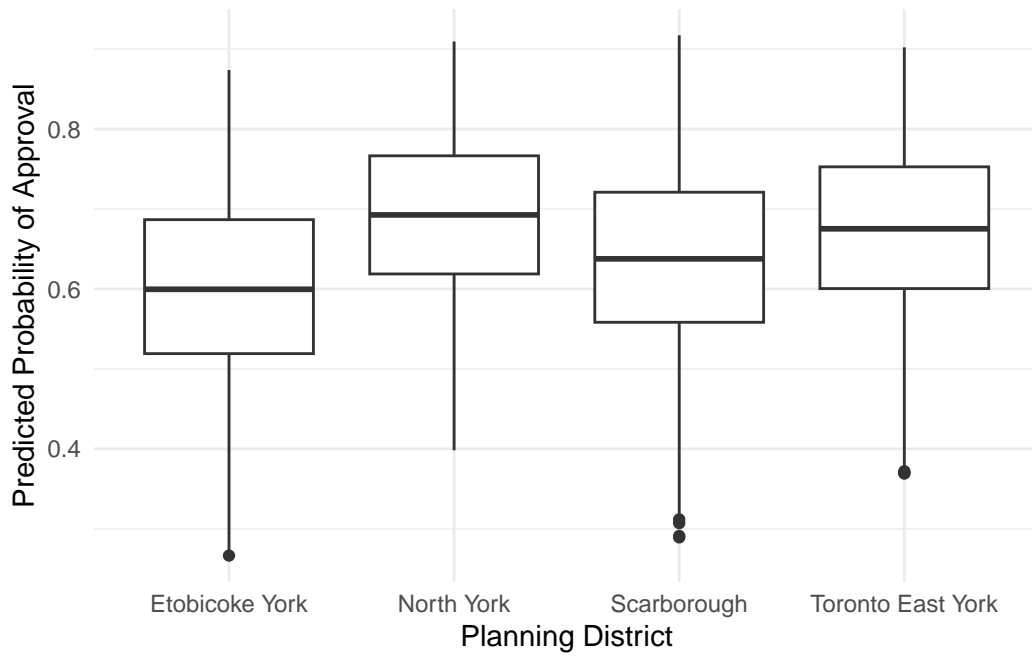 Predicted Probability of Approval
0.8
0.6
0.4
Etobicoke York
North York
Scarborough
Toronto East York
Planning District